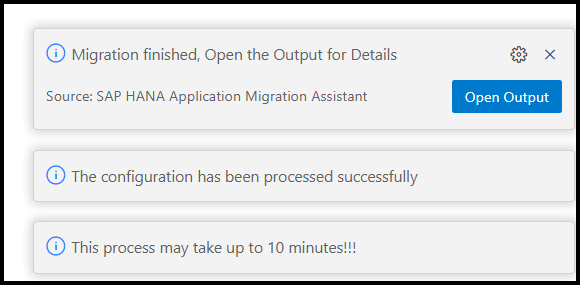 Migration finished, Open the Output for Details
Source: SAP HANA Application Migration Assistant
Open Output
The configuration has been processed successfully
This process may take up to 10 minutes!!!